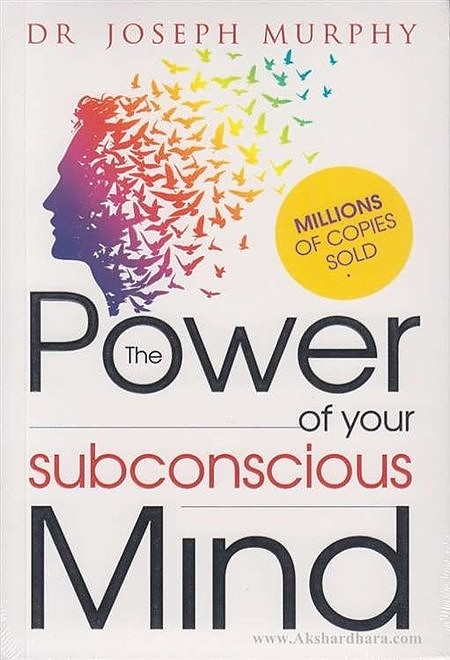 DR JOSEPH MURPHY
MILLIONS
OF COPIES
SOLD
The
Power
of your
subconscious
Mind
www.Akshardhara.com